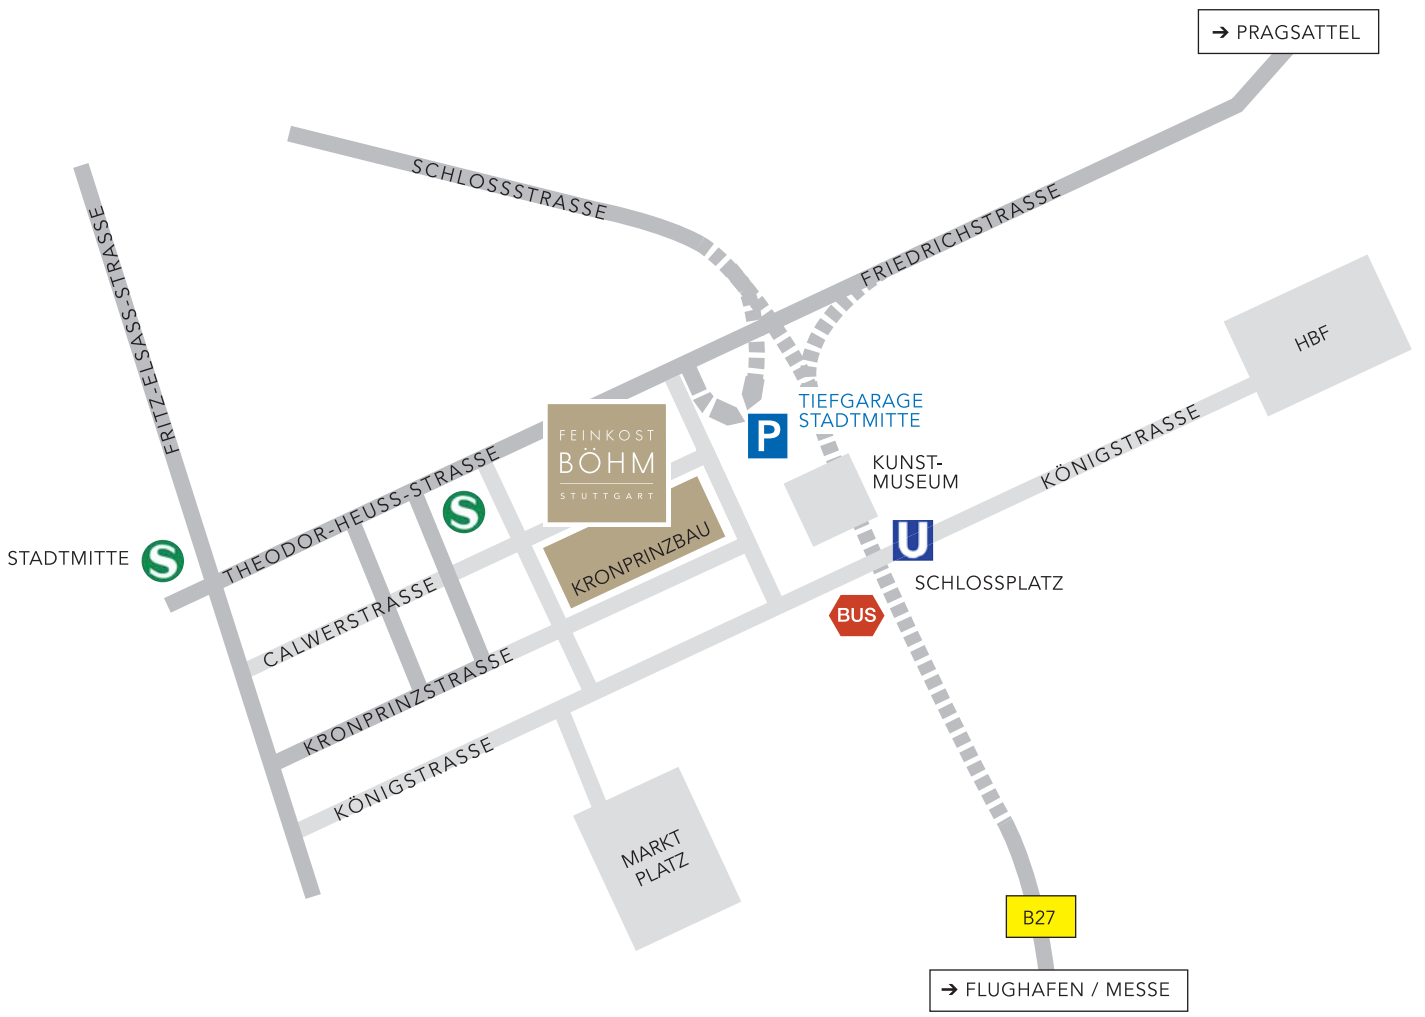 → PRAGSATTEL
SCHLOSSSTRASSE
FRIEDRICHSTRASSE
FRITZ-ELSASS-STRASSE
HBF
TIEFGARAGE
STADTMITTE
P
FEINKOST
BÖHM
STUTTGART
KÖNIGSTRASSE
KUNST-
MUSEUM
THEODOR-HEUSS-STRASSE
S
KRONPRINZBAU
U
STADTMITTE
S
SCHLOSSPLATZ
BUS
CALWERSTRASSE
KRONPRINZSTRASSE
KÖNIGSTRASSE
MARKT
PLATZ
B27
→ FLUGHAFEN / MESSE